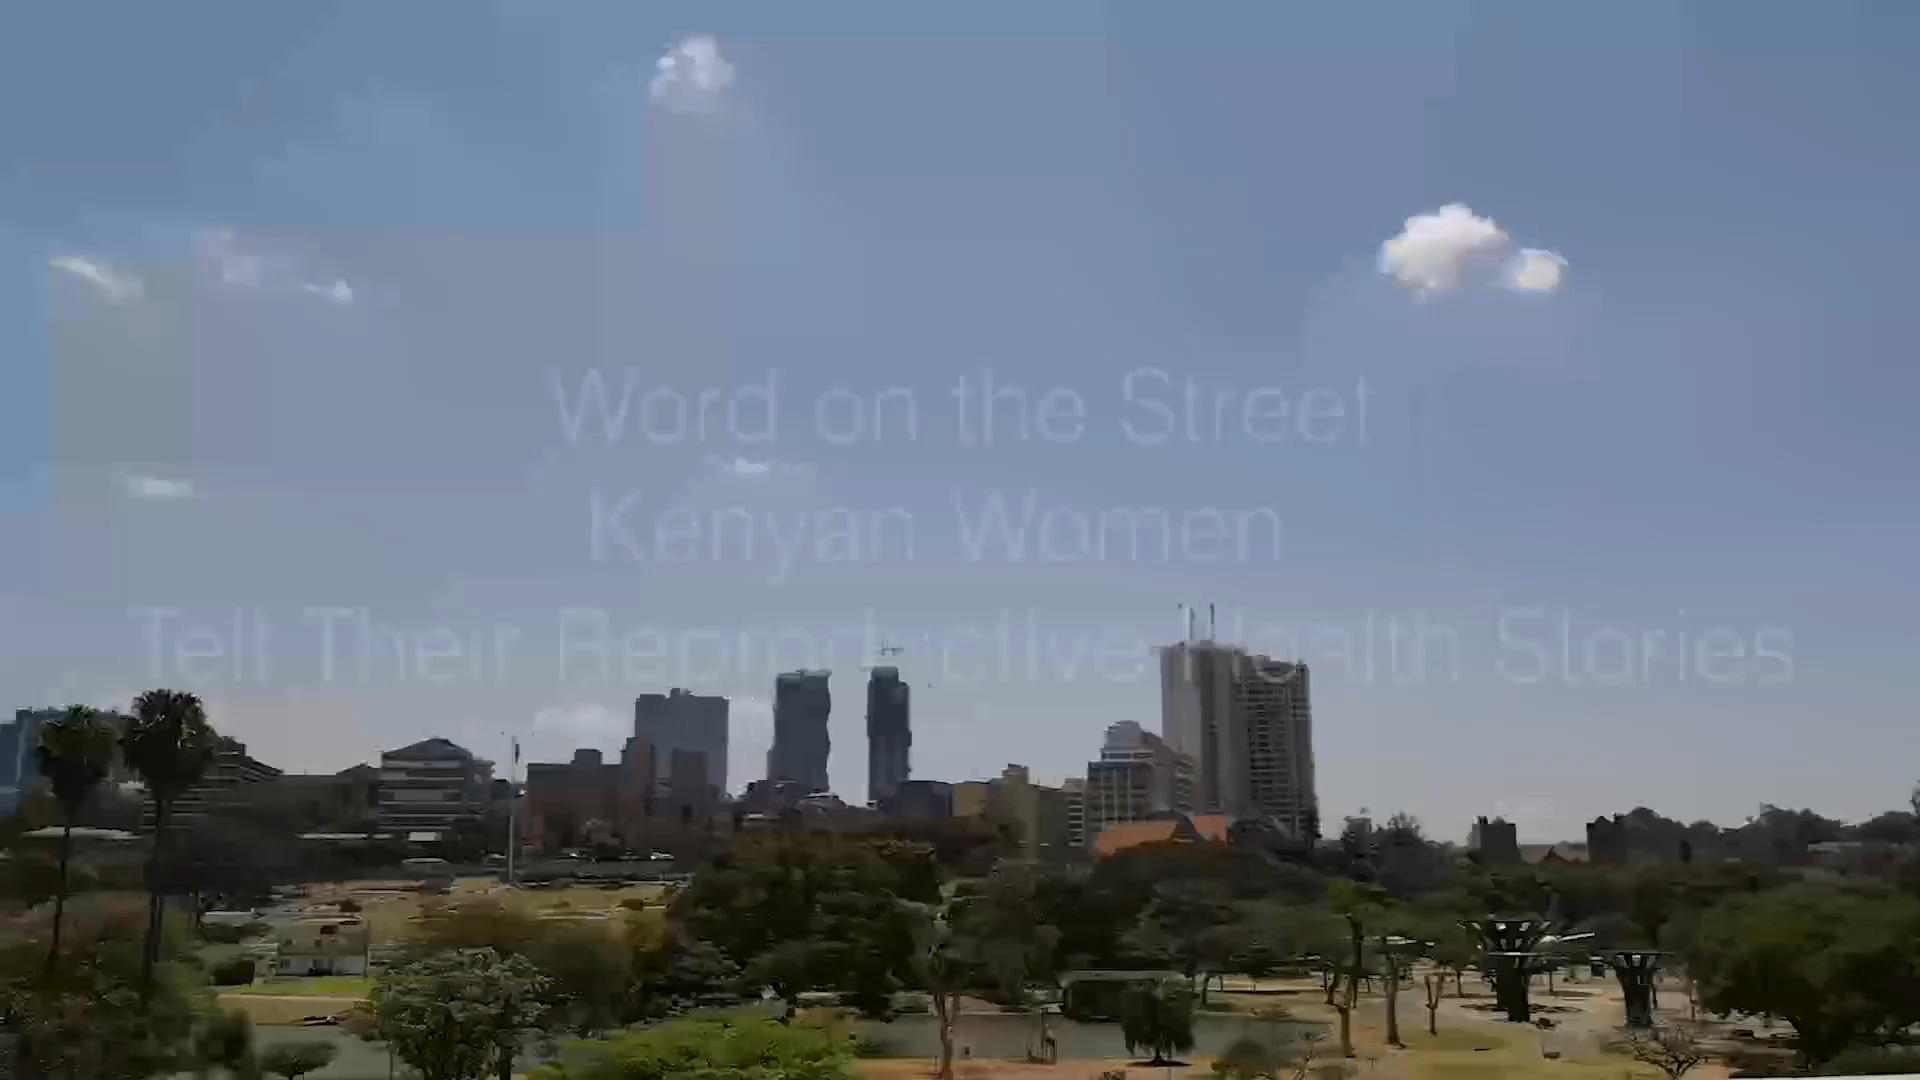 Word on the Street
Kenyan Women
Tell Their Reproductive Health Stories